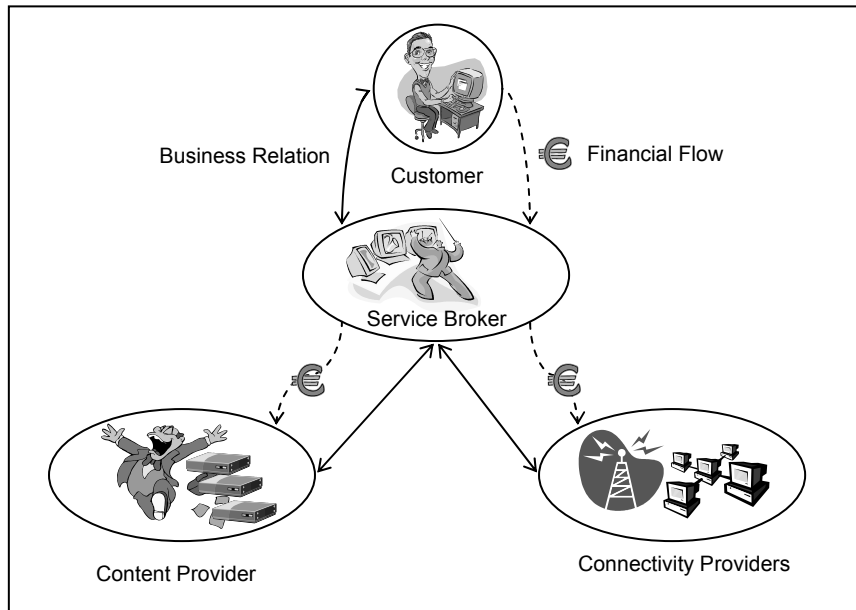 Business Relation
€ Financial Flow
Customer
Service Broker
€
€
Content Provider
Connectivity Providers